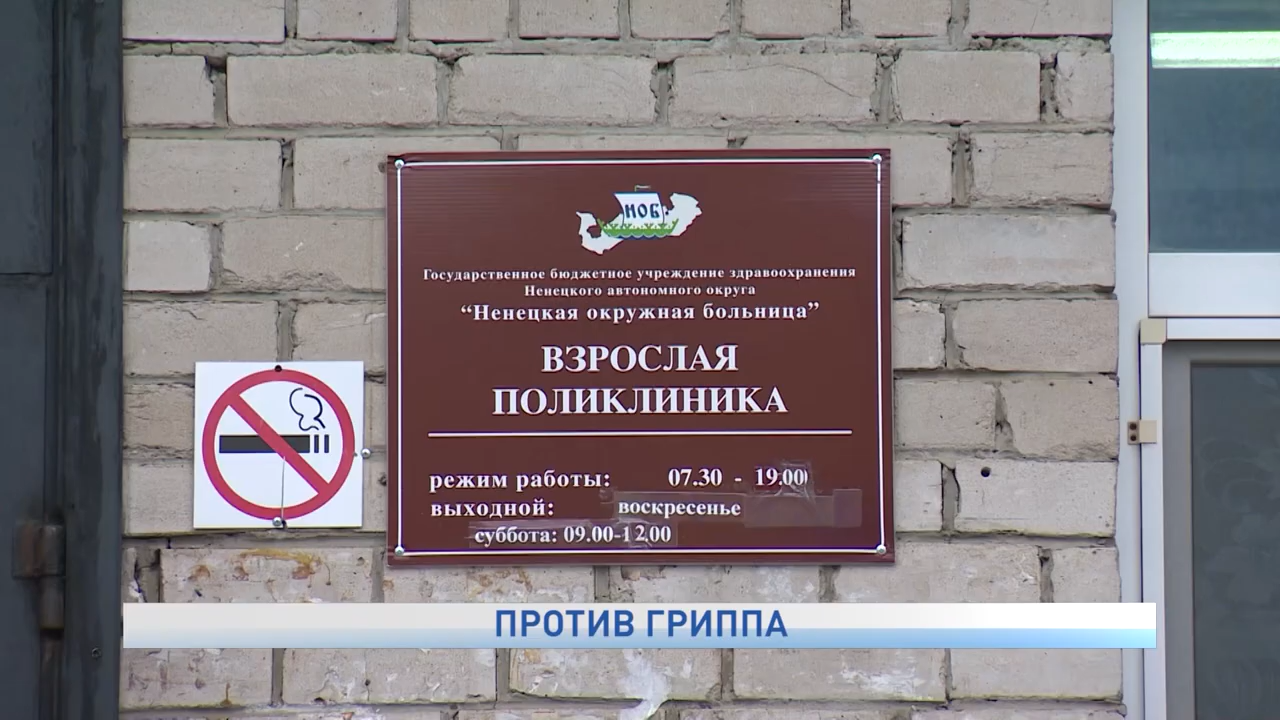 НОБ
Государственное бюджетное учреждение здравоохранения
Ненецкого автономного округа
“Ненецкая окружная больница”
ВЗРОСЛАЯ
ПОЛИКЛИНИКА
режим работы: 07.30 - 19.00
выходной: воскресенье
суббота: 09.00-12.00
ПРОТИВ ГРИППА